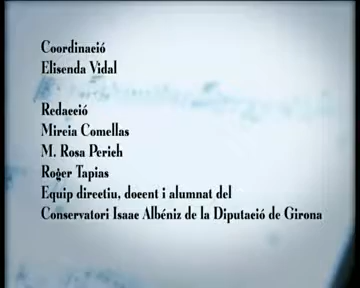 Coordinació
Elisenda Vidal
Redacció
Mireia Comellas
M. Rosa Perich
Roger Tapias
Equip directiu, docent i alumnat del
Conservatori Isaac Albéniz de la Diputació de Girona